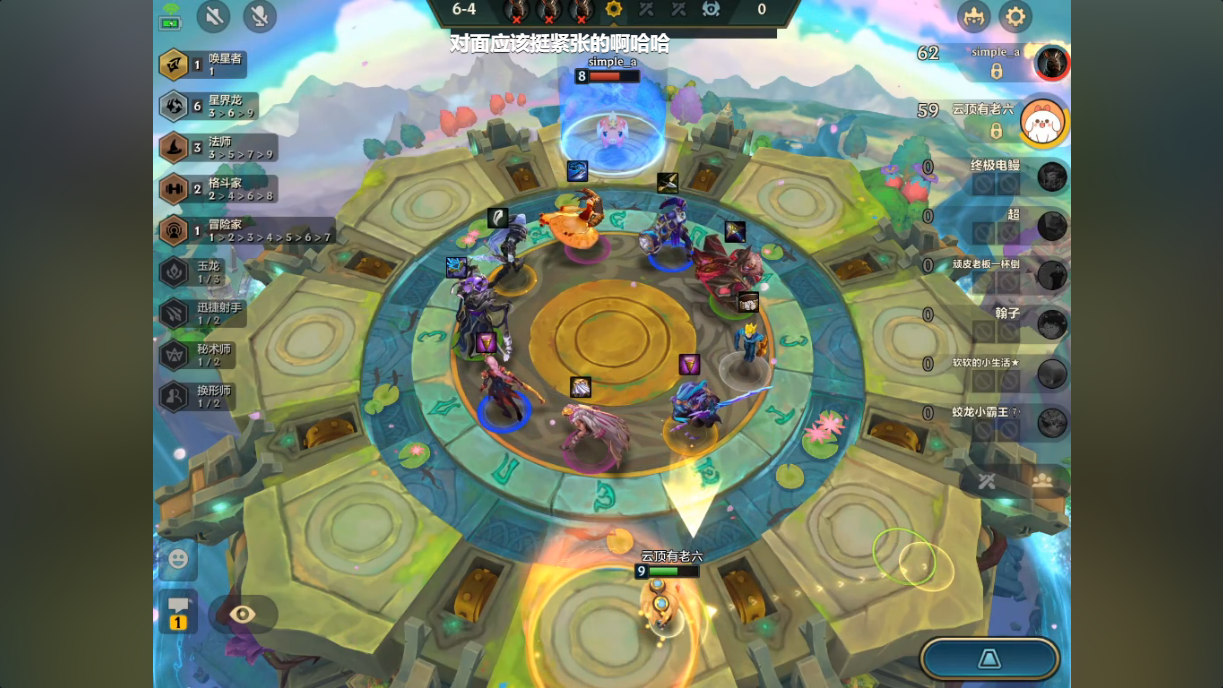 6-4
0
对面应该挺紧张的啊哈哈
simple_a
8
1 唤星者
1
6 星界龙
3 > 6 > 9
3 法师
3 > 5 > 7 > 9
2 格斗家
2 > 4 > 6 > 8
1 冒险家
1 > 2 > 3 > 4 > 5 > 6 > 7
玉龙
1 / 3
迅捷射手
1 / 2
秘术师
1 / 2
换形师
1 / 2
62 simple_a
59 云顶有老六
0 终极电鳗
0 超
0 顽皮老板一杯倒
0 翰子
0 软软的小生活★
0 蛟龙小霸王
云顶有老六
9
1